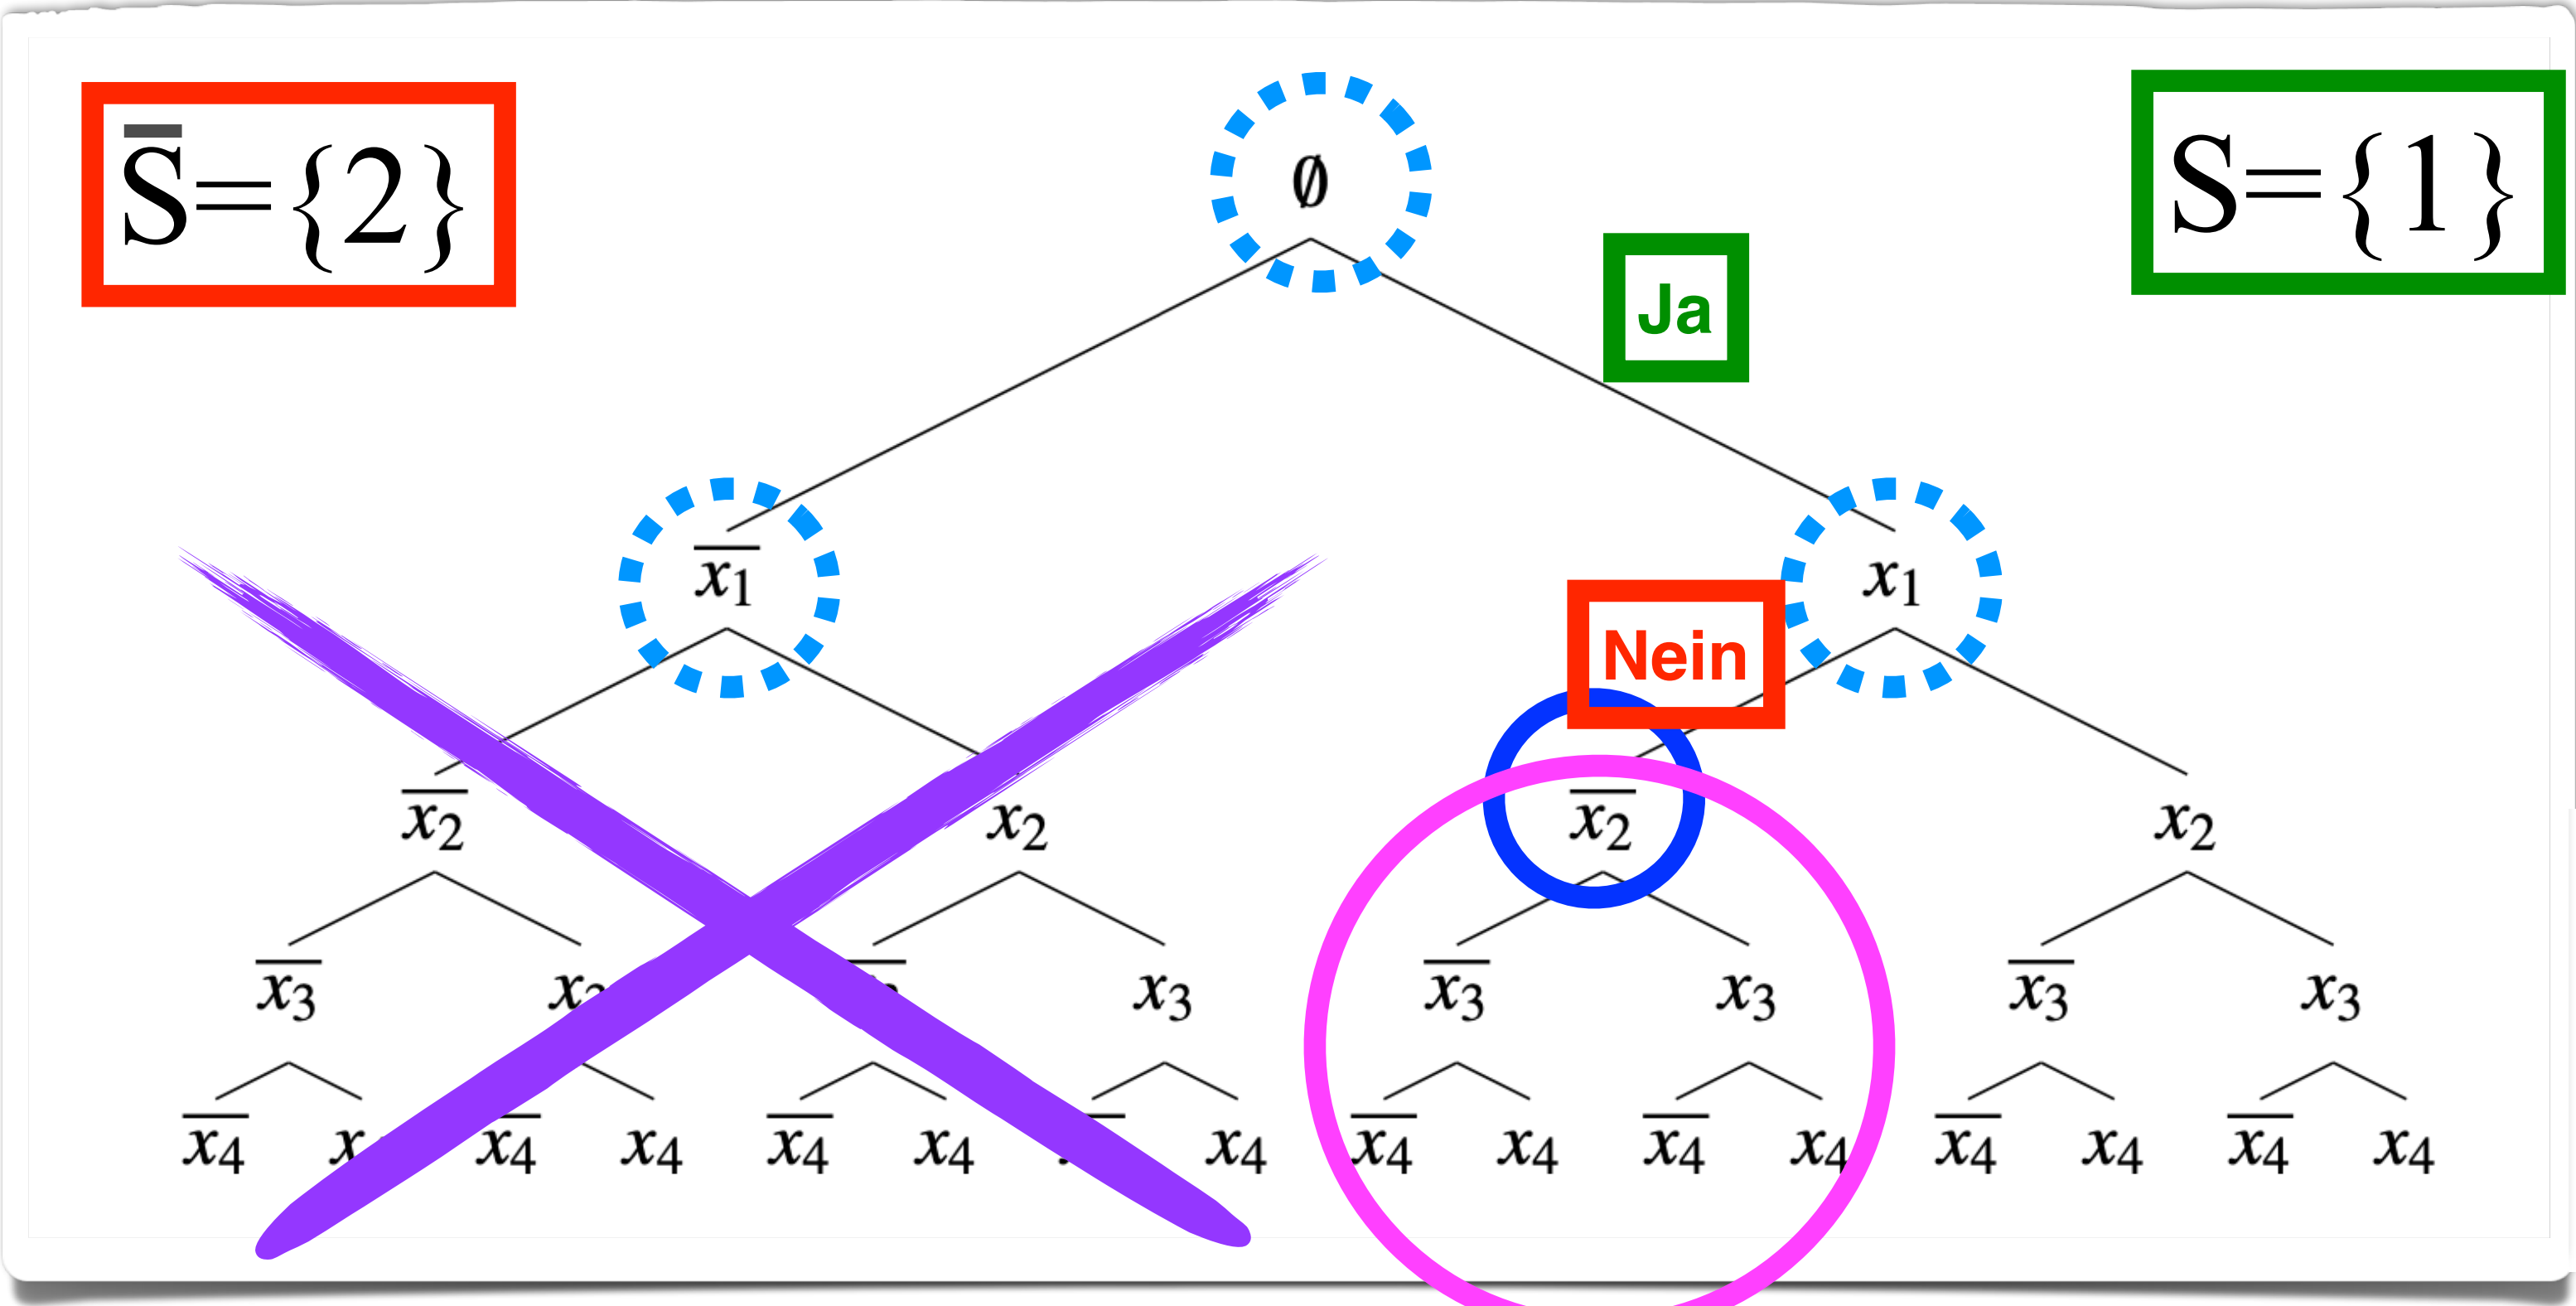 S̅={2}
∅
S={1}
Ja
x̅₁
x₁
Nein
x̅₂
x₂
x̅₂
x₂
x̅₃
x₃
x̅₃
x₃
x̅₃
x₃
x̅₄
x̅₄
x₄
x̅₄
x₄
x₄
x̅₄
x₄
x̅₄
x₄
x̅₄
x₄
x̅₄
x₄